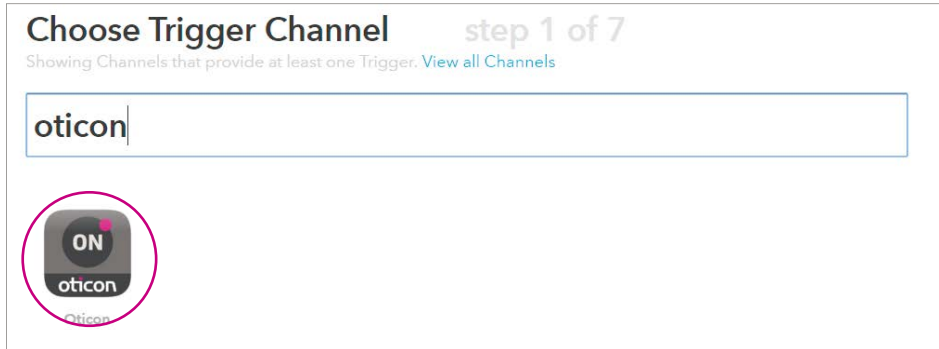 Choose Trigger Channel step 1 of 7
Showing Channels that provide at least one Trigger. View all Channels
oticon
ON
oticon
Oticon